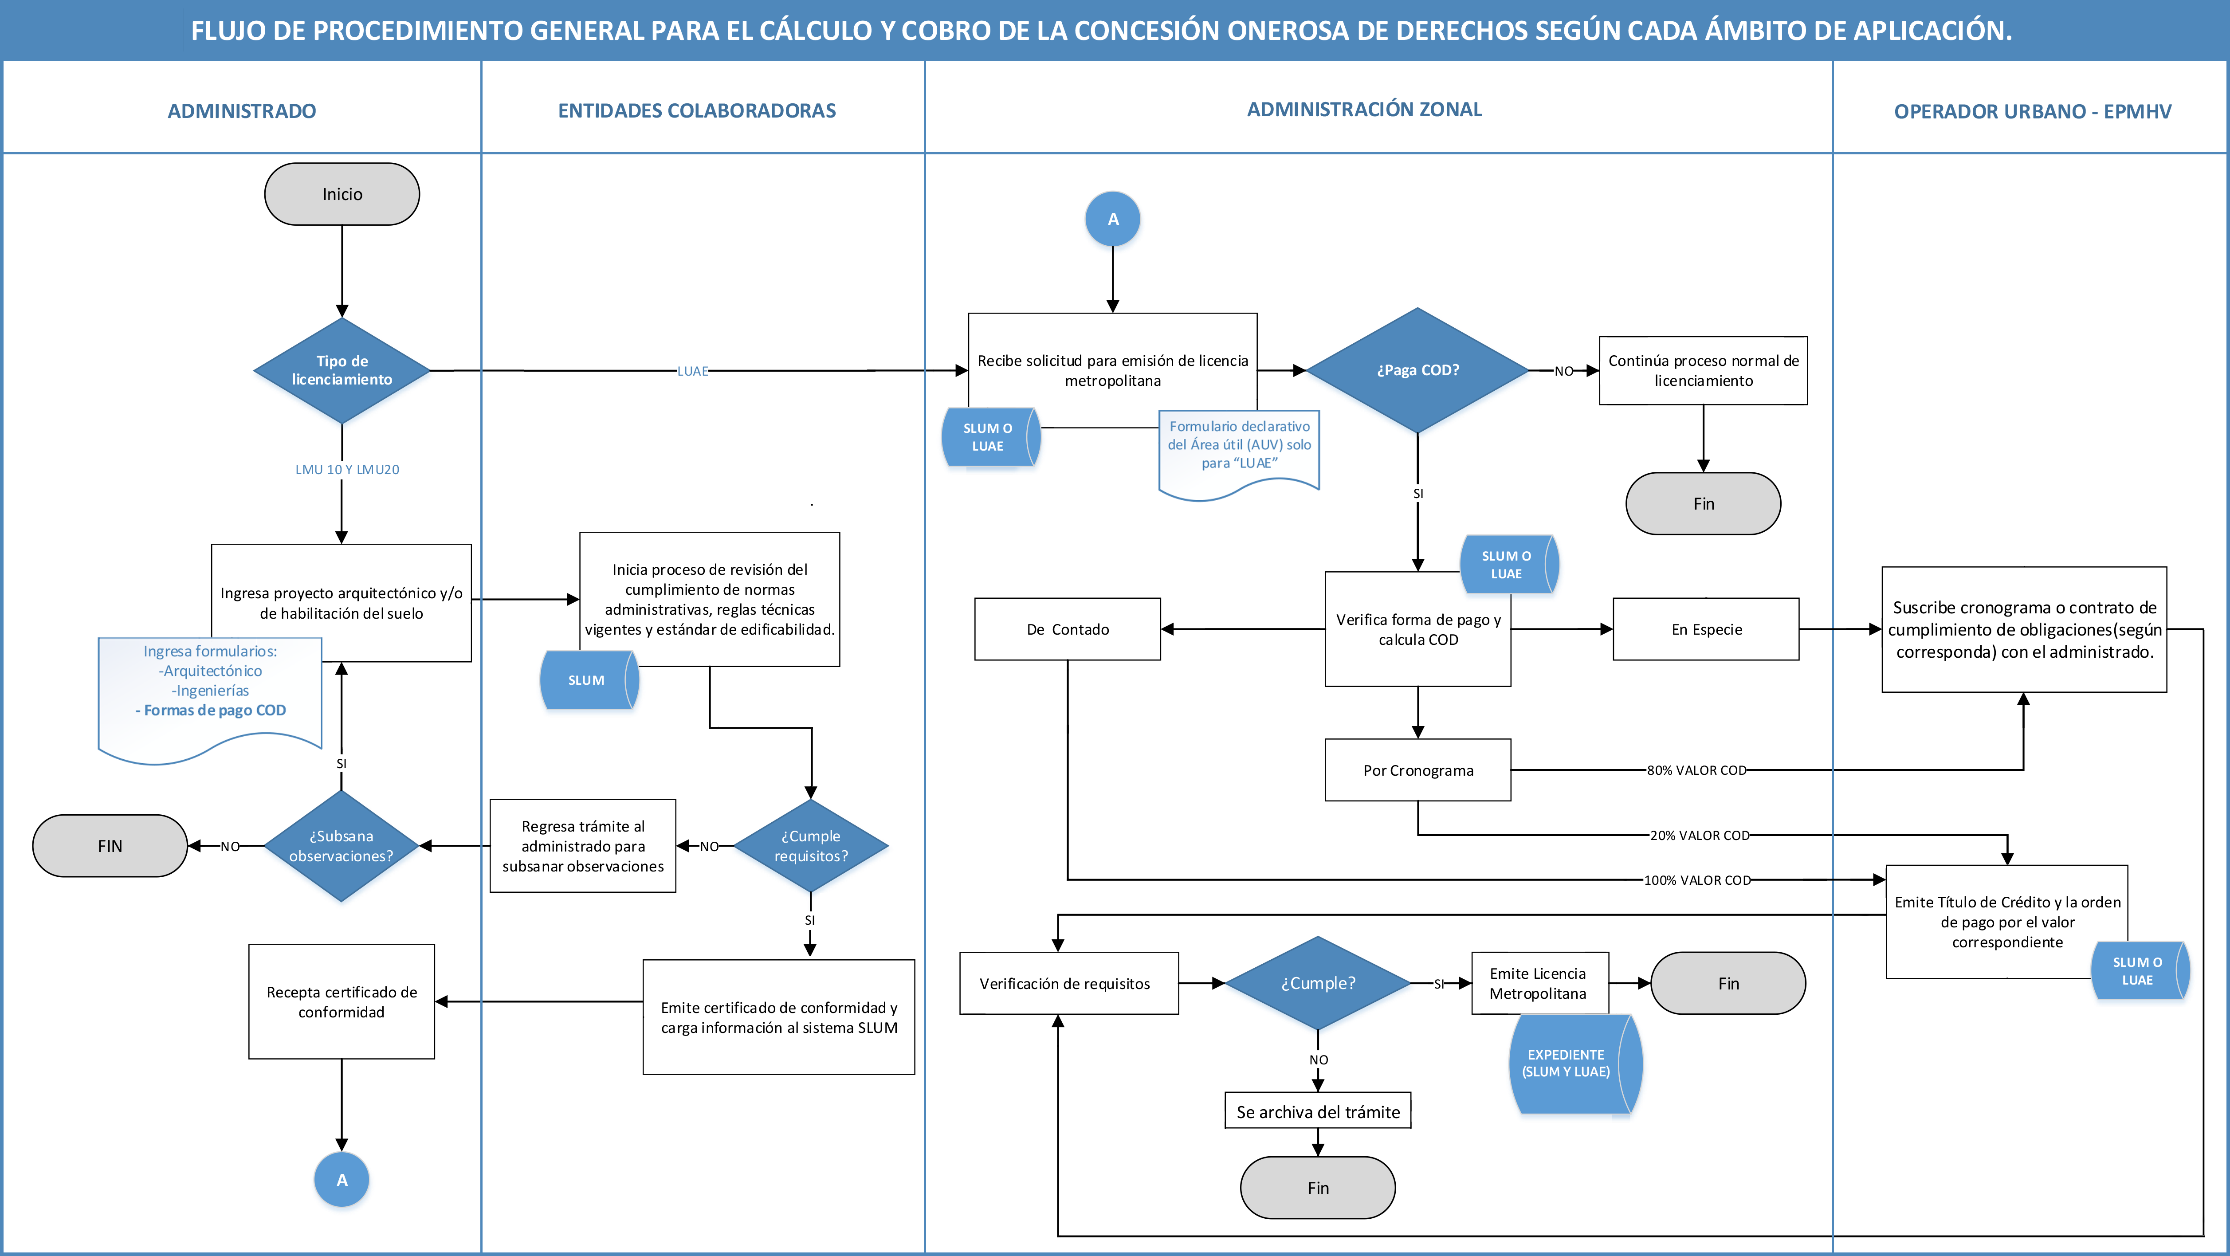 FLUJO DE PROCEDIMIENTO GENERAL PARA EL CÁLCULO Y COBRO DE LA CONCESIÓN ONEROSA DE DERECHOS SEGÚN CADA ÁMBITO DE APLICACIÓN.
ADMINISTRADO
ENTIDADES COLABORADORAS
ADMINISTRACIÓN ZONAL
OPERADOR URBANO - EPMHV
Inicio
Tipo de
licenciamiento
LUAE
LMU 10 Y LMU20
Ingresa proyecto arquitectónico y/o
de habilitación del suelo
Ingresa formularios:
-Arquitectónico
-Ingenierías
- Formas de pago COD
SI
¿Subsana
observaciones?
NO
FIN
Recepta certificado de
conformidad
A
Inicia proceso de revisión del
cumplimiento de normas
administrativas, reglas técnicas
vigentes y estándar de edificabilidad.
SLUM
¿Cumple
requisitos?
NO
Regresa trámite al
administrado para
subsanar observaciones
SI
Emite certificado de conformidad y
carga información al sistema SLUM
A
Recibe solicitud para emisión de licencia
metropolitana
SLUM O
LUAE
Formulario declarativo
del Área útil (AUV) solo
para “LUAE”
¿Paga COD?
NO
Continúa proceso normal de
licenciamiento
Fin
SI
SLUM O
LUAE
Verifica forma de pago y
calcula COD
De Contado
En Especie
Por Cronograma
80% VALOR COD
20% VALOR COD
100% VALOR COD
Suscribe cronograma o contrato de
cumplimiento de obligaciones(según
corresponda) con el administrado.
Emite Título de Crédito y la orden
de pago por el valor
correspondiente
SLUM O
LUAE
Verificación de requisitos
¿Cumple?
SI
Emite Licencia
Metropolitana
Fin
EXPEDIENTE
(SLUM Y LUAE)
NO
Se archiva del trámite
Fin